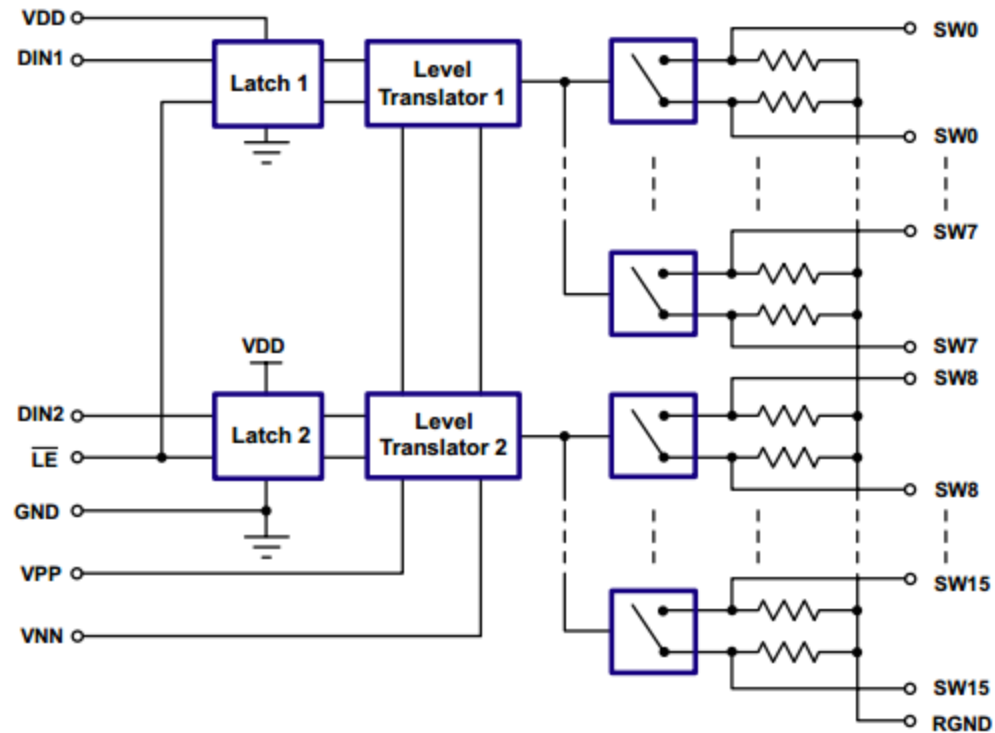 VDD
DIN1
Latch 1
Level
Translator 1
SW0
SW0
SW7
SW7
VDD
DIN2
LE
Latch 2
Level
Translator 2
SW8
SW8
GND
VPP
VNN
SW15
SW15
RGND